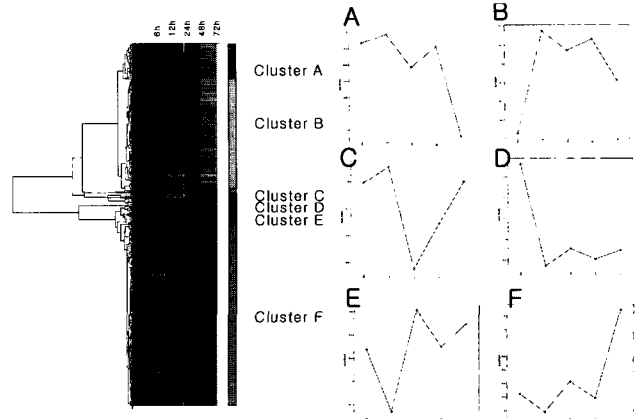 6h 12h 24h 48h 72h
Cluster A
Cluster B
Cluster C
Cluster D
Cluster E
Cluster F
A
B
C
D
E
F